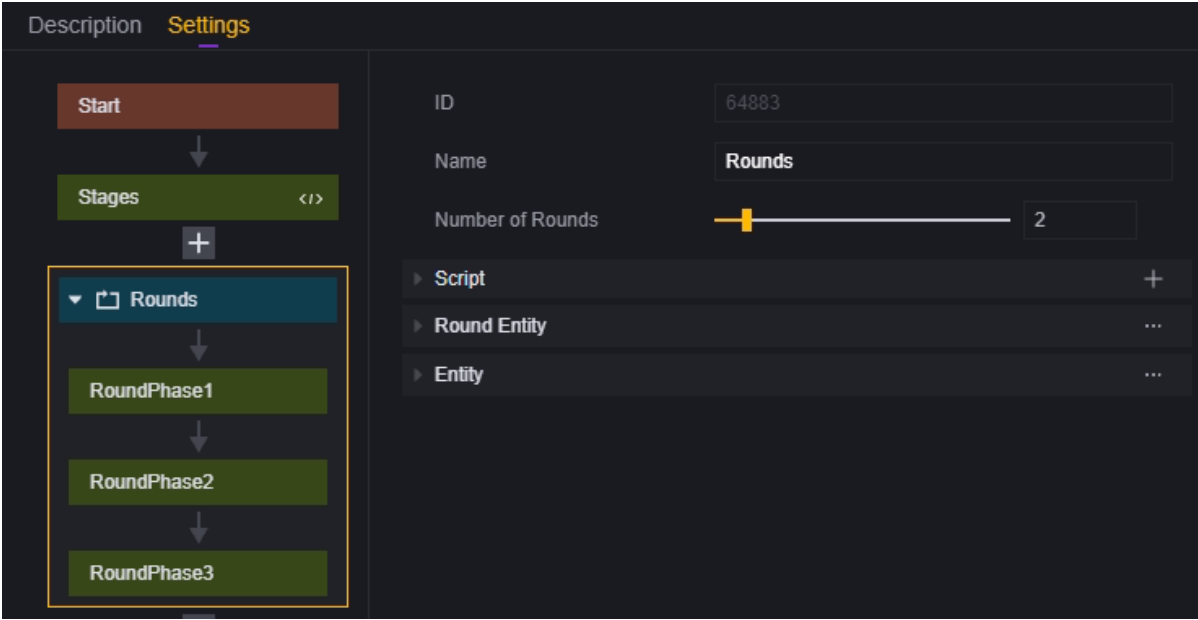 Description Settings
Start
Stages </>
Rounds
RoundPhase1
RoundPhase2
RoundPhase3
ID 64883
Name Rounds
Number of Rounds 2
Script
Round Entity
Entity